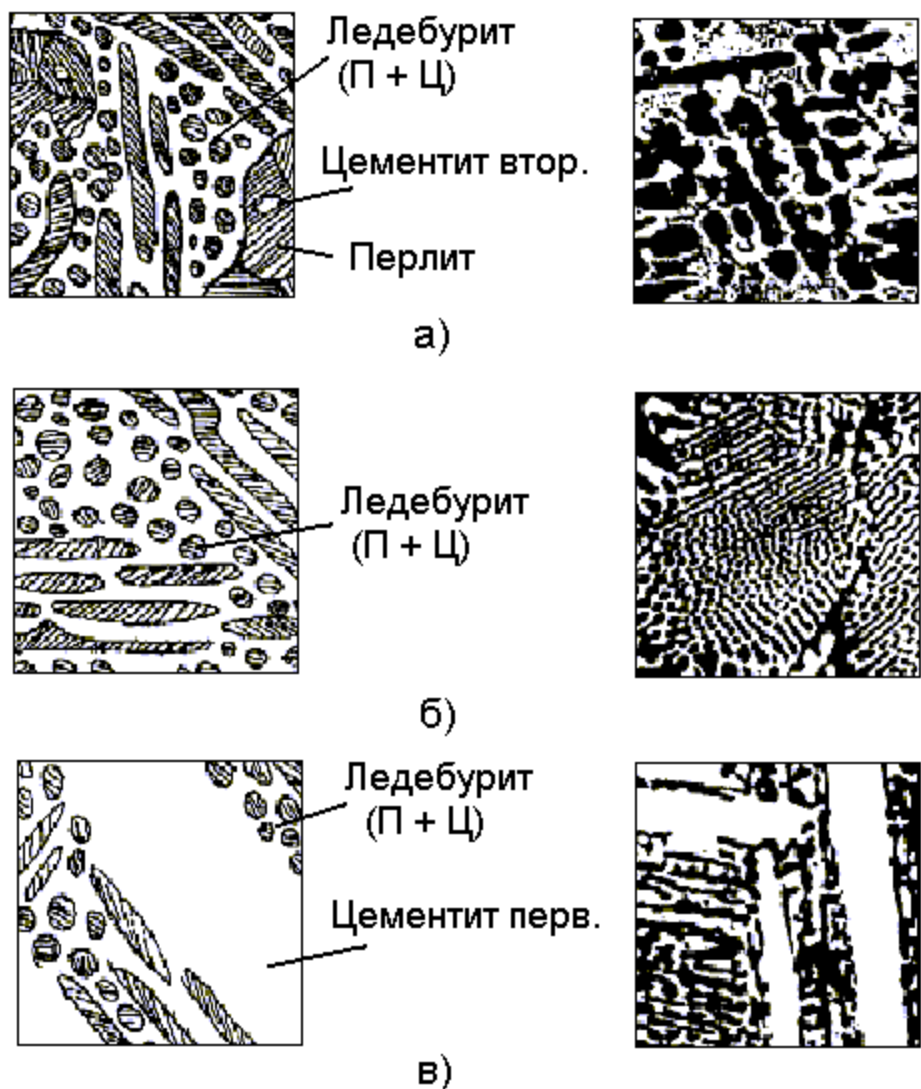 Ледебурит
(П + Ц)
Цементит втор.
Перлит
а)
Ледебурит
(П + Ц)
б)
Ледебурит
(П + Ц)
Цементит перв.
в)